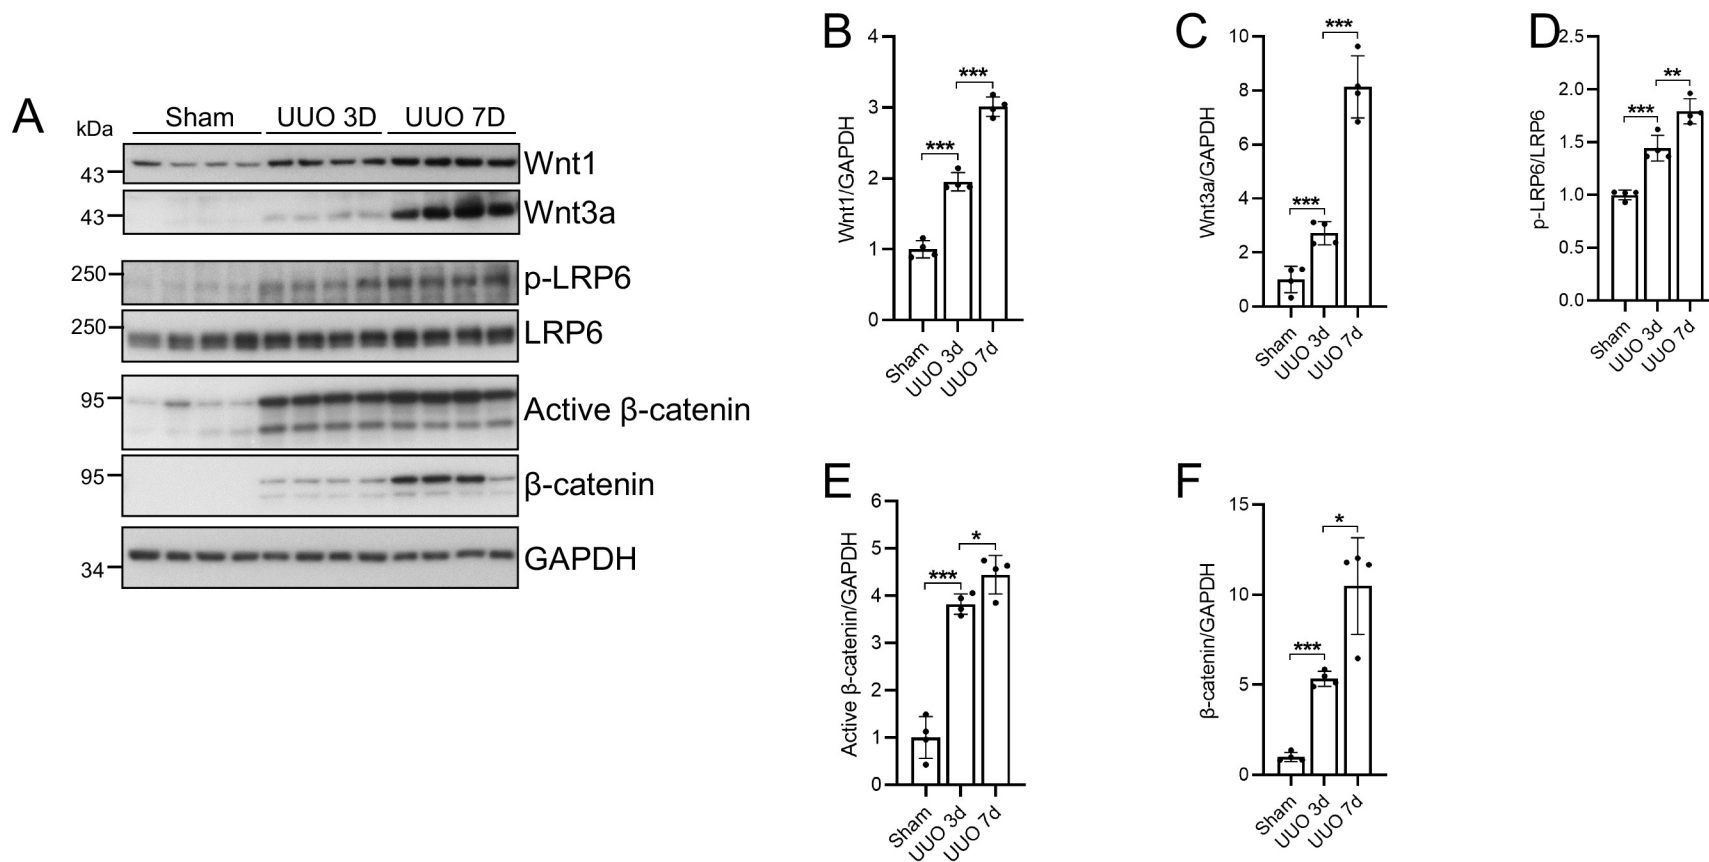 A
kDa
Sham
UUO 3D
UUO 7D
43
Wnt1
43
Wnt3a
250
p-LRP6
250
LRP6
95
Active β-catenin
95
β-catenin
34
GAPDH
B
Wnt1/GAPDH
4
3
2
1
0
***
***
Sham
UUO 3d
UUO 7d
C
Wnt3a/GAPDH
10
8
6
4
2
0
***
***
Sham
UUO 3d
UUO 7d
D
p-LRP6/LRP6
2.5
2.0
1.5
1.0
0.5
0.0
***
**
Sham
UUO 3d
UUO 7d
E
Active β-catenin/GAPDH
6
5
4
3
2
1
0
***
*
Sham
UUO 3d
UUO 7d
F
β-catenin/GAPDH
15
10
5
0
***
*
Sham
UUO 3d
UUO 7d